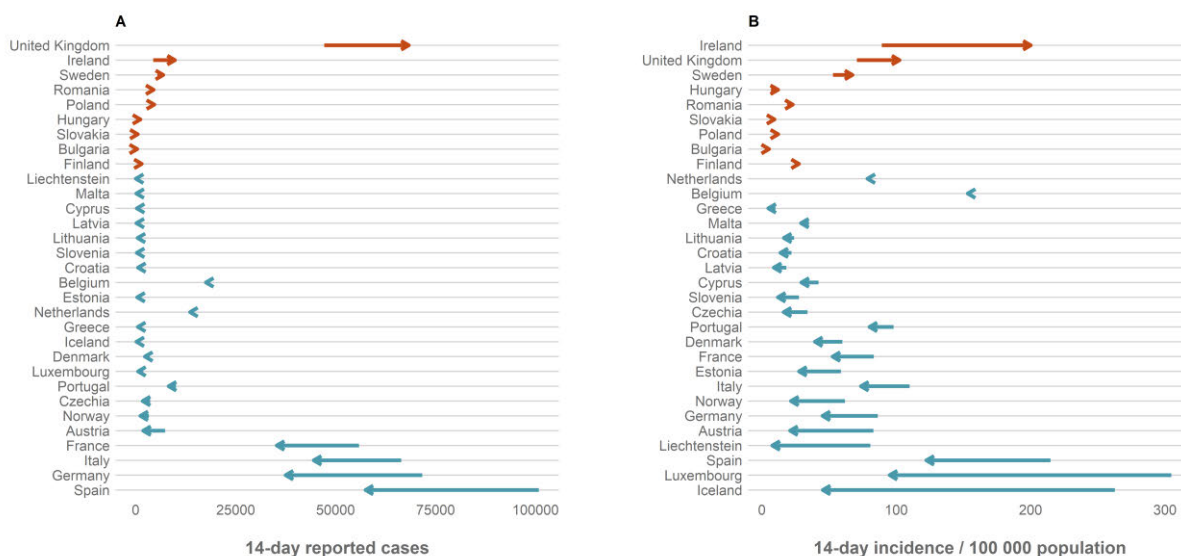 A
United Kingdom
Ireland
Sweden
Romania
Poland
Hungary
Slovakia
Bulgaria
Finland
Liechtenstein
Malta
Cyprus
Latvia
Lithuania
Slovenia
Croatia
Belgium
Estonia
Netherlands
Greece
Iceland
Denmark
Luxembourg
Portugal
Czechia
Norway
Austria
France
Italy
Germany
Spain
0 25000 50000 75000 100000
14-day reported cases
B
Ireland
United Kingdom
Sweden
Hungary
Romania
Slovakia
Poland
Bulgaria
Finland
Netherlands
Belgium
Greece
Malta
Lithuania
Croatia
Latvia
Cyprus
Slovenia
Czechia
Portugal
Denmark
France
Estonia
Italy
Norway
Germany
Austria
Liechtenstein
Spain
Luxembourg
Iceland
0 100 200 300
14-day incidence / 100 000 population